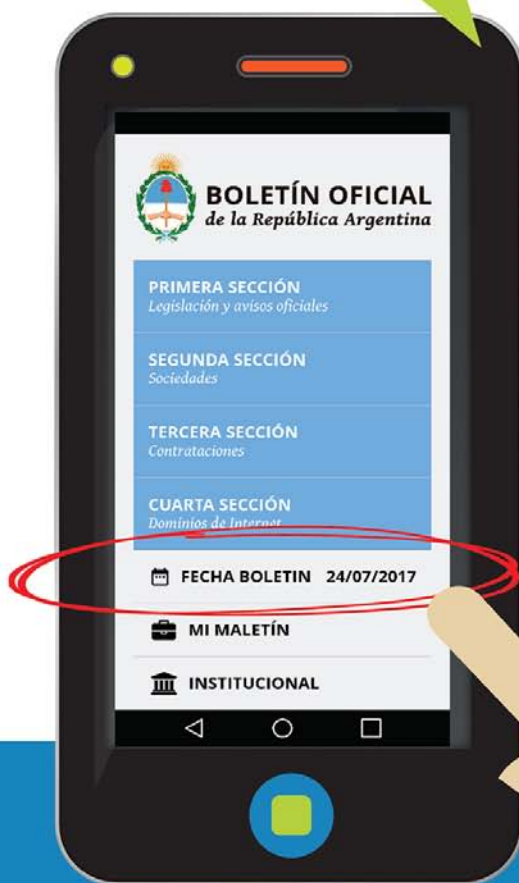 BOLETÍN OFICIAL
de la República Argentina
PRIMERA SECCIÓN
Legislación y avisos oficiales
SEGUNDA SECCIÓN
Sociedades
TERCERA SECCIÓN
Contrataciones
CUARTA SECCIÓN
Dominios de Internet
FECHA BOLETIN 24/07/2017
MI MALETÍN
INSTITUCIONAL